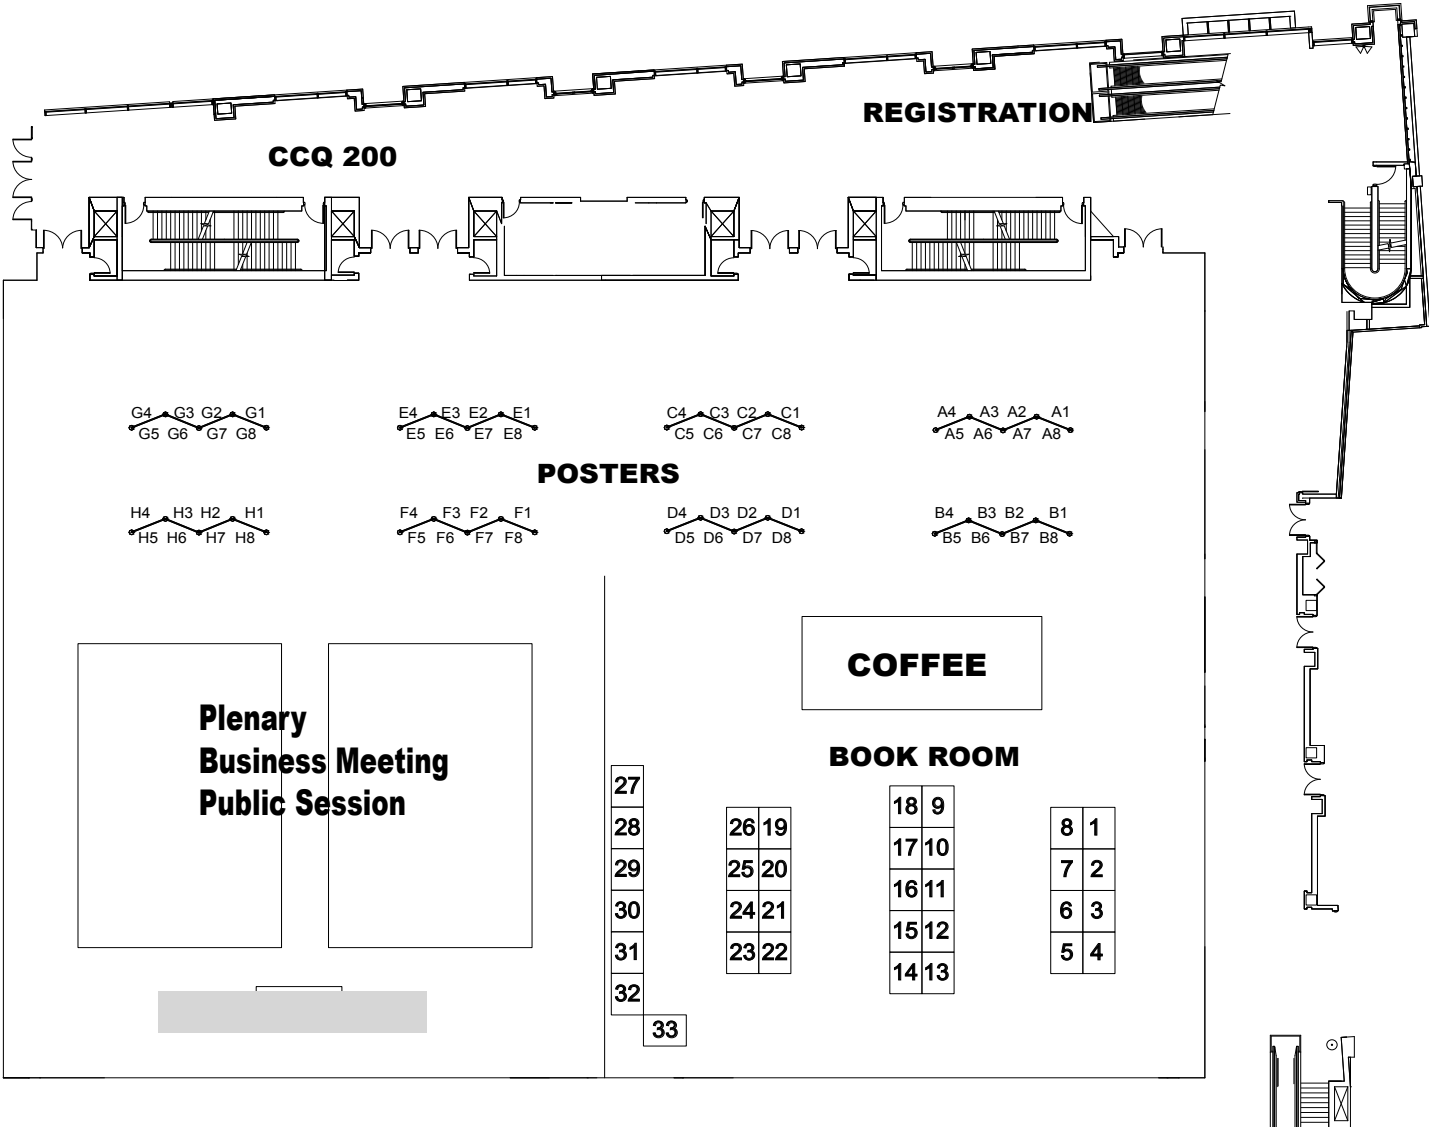 REGISTRATION
CCQ 200
G4 G3 G2 G1 E4 E3 E2 E1 C4 C3 C2 C1 A4 A3 A2 A1
G5 G6 G7 G8 E5 E6 E7 E8 C5 C6 C7 C8 A5 A6 A7 A8
POSTERS
H4 H3 H2 H1 F4 F3 F2 F1 D4 D3 D2 D1 B4 B3 B2 B1
H5 H6 H7 H8 F5 F6 F7 F8 D5 D6 D7 D8 B5 B6 B7 B8
COFFEE
Plenary
Business Meeting
Public Session
BOOK ROOM
27
28
29
30
31
32
33
26 19
25 20
24 21
23 22
18 9
17 10
16 11
15 12
14 13
8 1
7 2
6 3
5 4